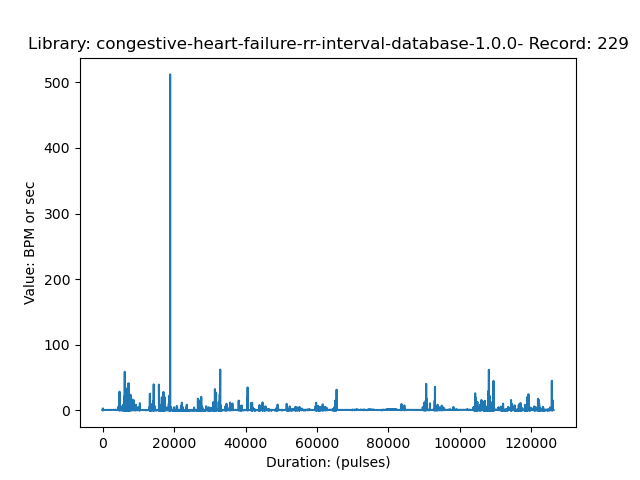 Library: congestive-heart-failure-rr-interval-database-1.0.0- Record: 229
500
400
300
200
100
0
Value: BPM or sec
0 20000 40000 60000 80000 100000 120000
Duration: (pulses)